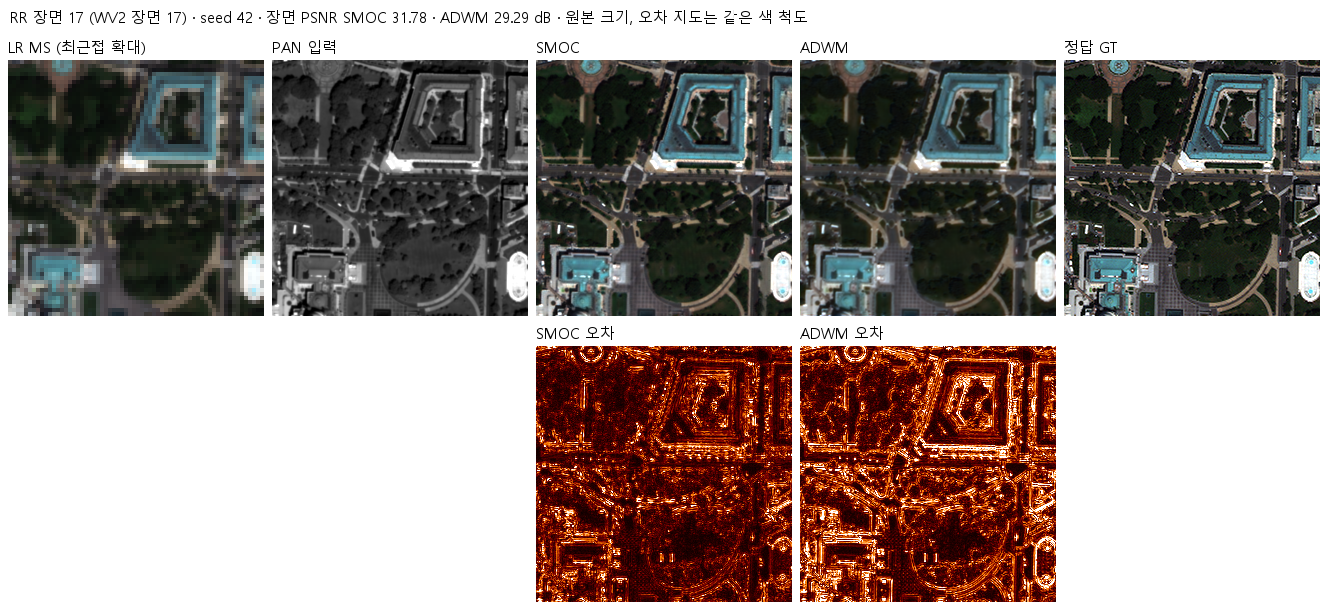 RR 장면 17 (WV2 장면 17) · seed 42 · 장면 PSNR SMOC 31.78 · ADWM 29.29 dB · 원본 크기, 오차 지도는 같은 색 척도
LR MS (최근접 확대)
PAN 입력
SMOC
ADWM
정답 GT
SMOC 오차
ADWM 오차